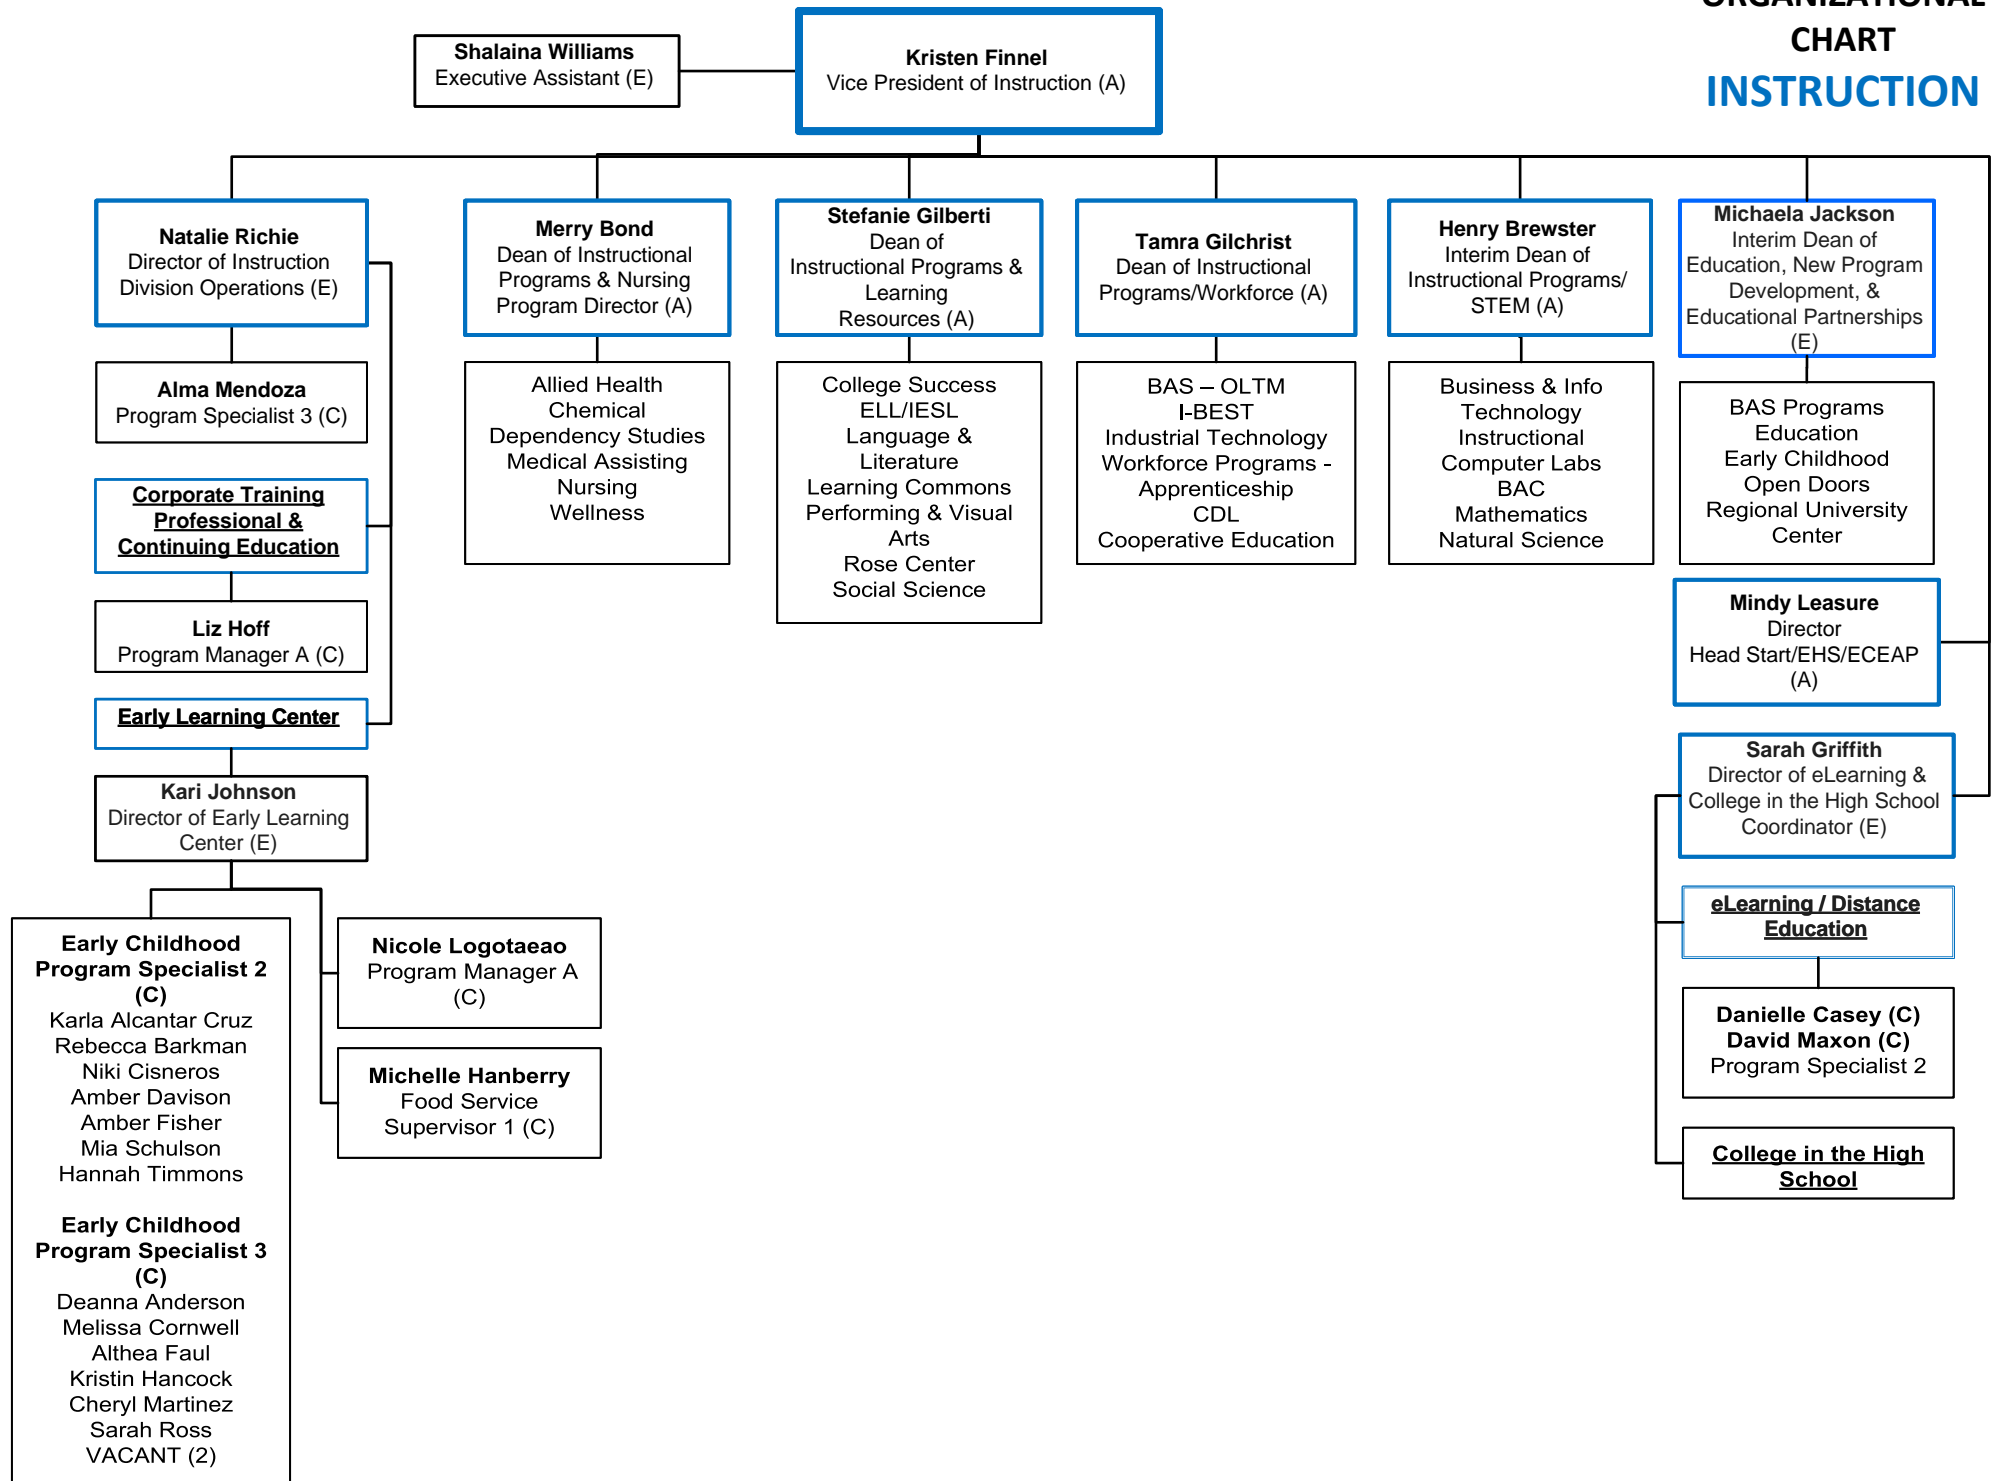 ORGANIZATIONAL
CHART
INSTRUCTION
Shalaina Williams
Executive Assistant (E)
Kristen Finnel
Vice President of Instruction (A)
Natalie Richie
Director of Instruction
Division Operations (E)
Merry Bond
Dean of Instructional
Programs & Nursing
Program Director (A)
Stefanie Gilberti
Dean of
Instructional Programs &
Learning
Resources (A)
Tamra Gilchrist
Dean of Instructional
Programs/Workforce (A)
Henry Brewster
Interim Dean of
Instructional Programs/
STEM (A)
Michaela Jackson
Interim Dean of
Education, New Program
Development, &
Educational Partnerships
(E)
Alma Mendoza
Program Specialist 3 (C)
Allied Health
Chemical
Dependency Studies
Medical Assisting
Nursing
Wellness
College Success
ELL/IESL
Language &
Literature
Learning Commons
Performing & Visual
Arts
Rose Center
Social Science
BAS – OLTM
I-BEST
Industrial Technology
Workforce Programs -
Apprenticeship
CDL
Cooperative Education
Business & Info
Technology
Instructional
Computer Labs
BAC
Mathematics
Natural Science
BAS Programs
Education
Early Childhood
Open Doors
Regional University
Center
Corporate Training
Professional &
Continuing Education
Liz Hoff
Program Manager A (C)
Early Learning Center
Kari Johnson
Director of Early Learning
Center (E)
Early Childhood
Program Specialist 2
(C)
Karla Alcantar Cruz
Rebecca Barkman
Niki Cisneros
Amber Davison
Amber Fisher
Mia Schulson
Hannah Timmons
Early Childhood
Program Specialist 3
(C)
Deanna Anderson
Melissa Cornwell
Althea Faul
Kristin Hancock
Cheryl Martinez
Sarah Ross
VACANT (2)
Nicole Logotaeao
Program Manager A
(C)
Michelle Hanberry
Food Service
Supervisor 1 (C)
Mindy Leasure
Director
Head Start/EHS/ECEAP
(A)
Sarah Griffith
Director of eLearning &
College in the High School
Coordinator (E)
eLearning / Distance
Education
Danielle Casey (C)
David Maxon (C)
Program Specialist 2
College in the High
School